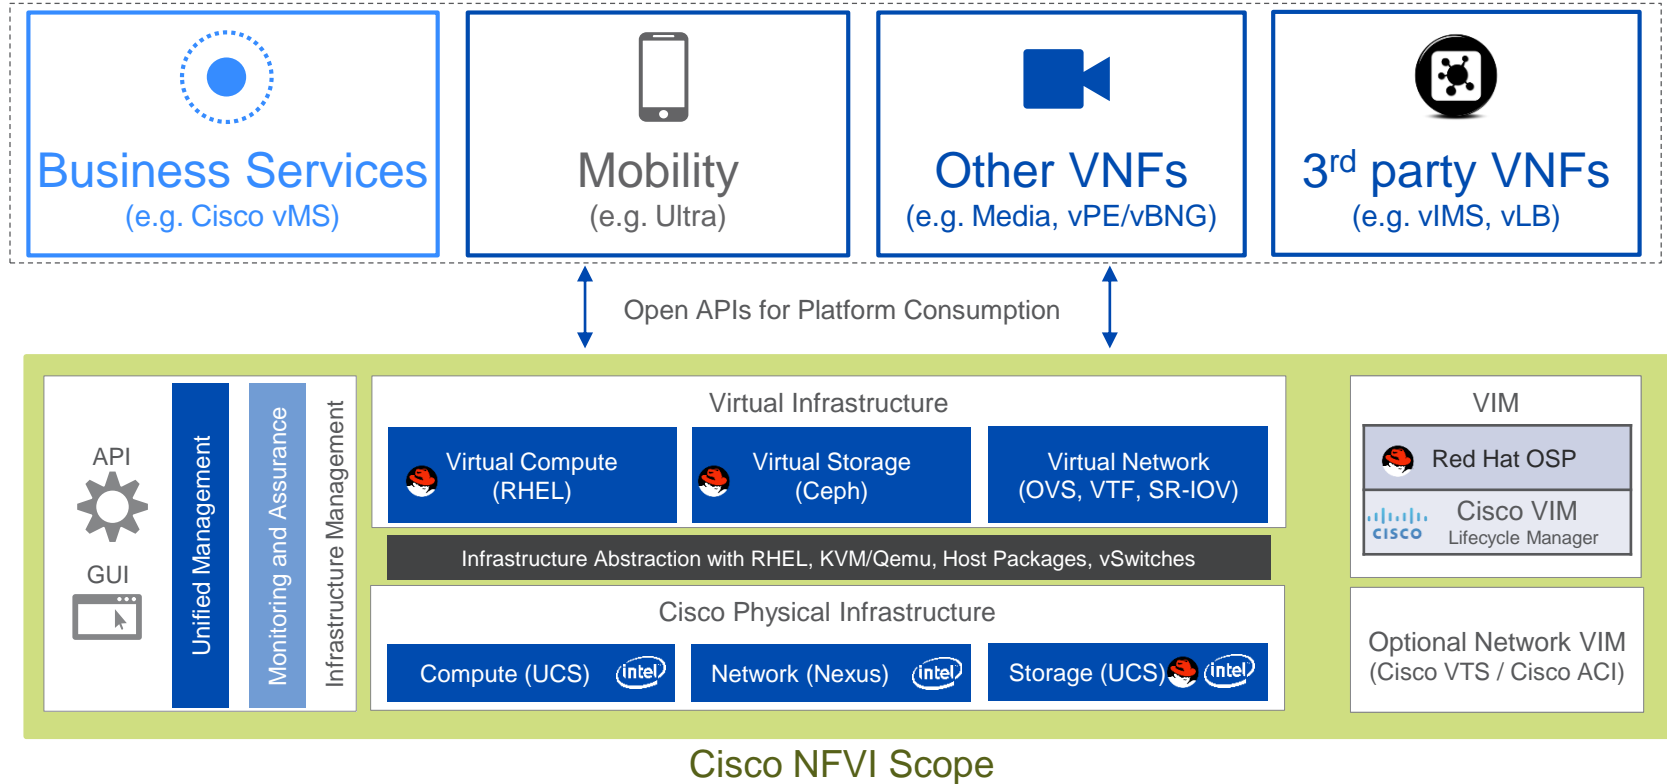 Business Services
(e.g. Cisco vMS)
Mobility
(e.g. Ultra)
Other VNFs
(e.g. Media, vPE/vBNG)
3rd party VNFs
(e.g. vIMS, vLB)
Open APIs for Platform Consumption
API
GUI
Unified Management
Monitoring and Assurance
Infrastructure Management
Virtual Infrastructure
Virtual Compute
(RHEL)
Virtual Storage
(Ceph)
Virtual Network
(OVS, VTF, SR-IOV)
Infrastructure Abstraction with RHEL, KVM/Qemu, Host Packages, vSwitches
Cisco Physical Infrastructure
Compute (UCS)
intel
Network (Nexus)
intel
Storage (UCS)
intel
VIM
Red Hat OSP
CISCO
Cisco VIM
Lifecycle Manager
Optional Network VIM
(Cisco VTS / Cisco ACI)
Cisco NFVI Scope